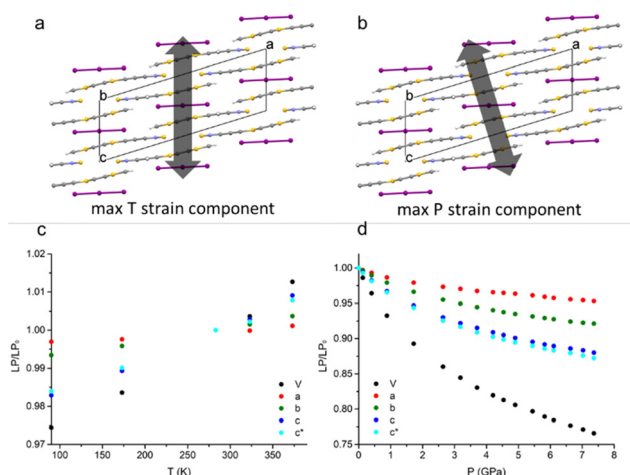 a
b
a
b
c
a
b
c
max T strain component
max P strain component
c
d
1.02
1.01
1.00
0.99
0.98
0.97
LP/LP₀
100
150
200
250
300
350
T (K)
V
a
b
c
c*
1.00
0.95
0.90
0.85
0.80
0.75
LP/LP₀
0
1
2
3
4
5
6
7
8
P (GPa)
V
a
b
c
c*